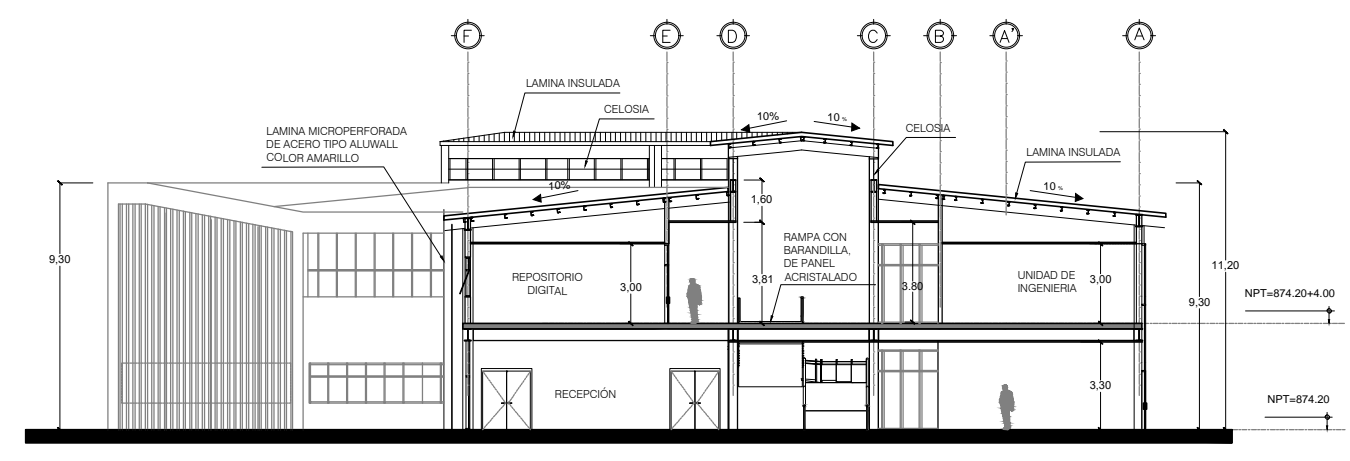 F E D C B A' A
LAMINA INSULADA
CELOSIA
LAMINA MICROPERFORADA
DE ACERO TIPO ALUWALL
COLOR AMARILLO
10%
10 %
CELOSIA
LAMINA INSULADA
10%
10 %
1,60
9,30
REPOSITORIO
DIGITAL
3,00
3,81
RAMPA CON
BARANDILLA,
DE PANEL
ACRISTALADO
3.80
UNIDAD DE
INGENIERIA
3,00
9,30
11,20
NPT=874.20+4.00
RECEPCIÓN
3,30
NPT=874.20